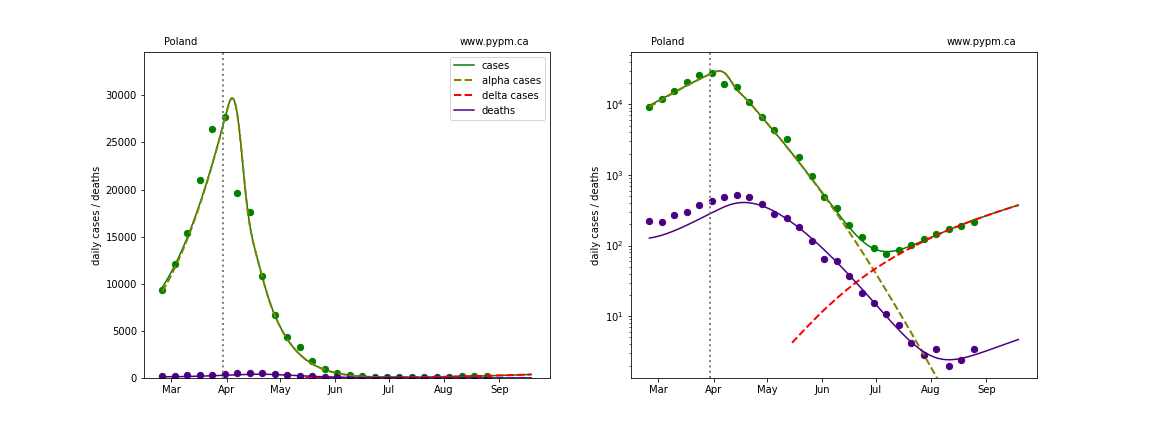 Poland www.pypm.ca
cases
alpha cases
delta cases
deaths
30000
25000
20000
15000
10000
5000
0
daily cases / deaths
Mar Apr May Jun Jul Aug Sep
Poland www.pypm.ca
10⁴
10³
10²
10¹
daily cases / deaths
Mar Apr May Jun Jul Aug Sep